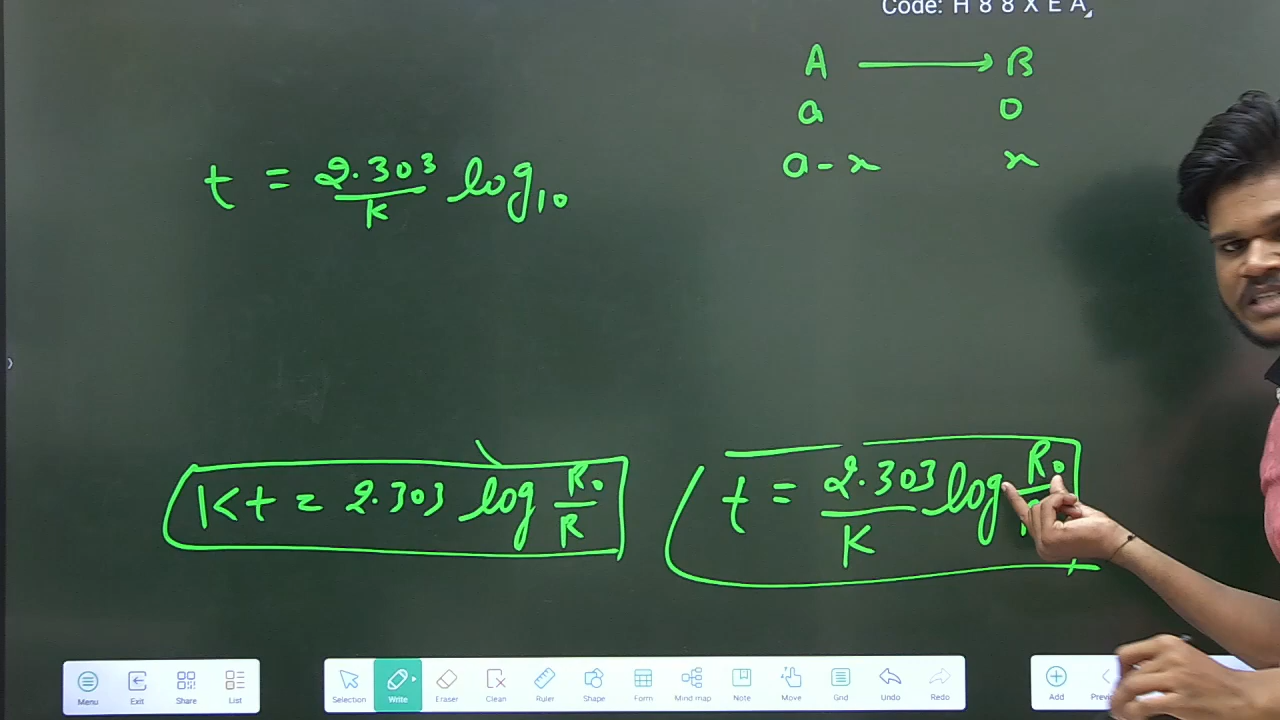 Code: H 8 8 X E A
A → B
a 0
a - x x
t = 2.303/K log10
Kt = 2.303 log R0/R
t = 2.303/K log R0/
Menu Exit Share List Selection Write Eraser Clean Ruler Shape Form Mind map Note Move Grid Undo Redo Add